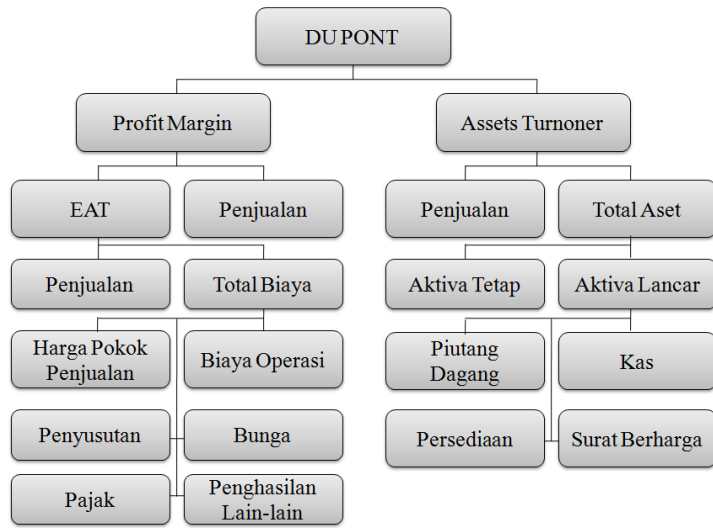 DU PONT
Profit Margin
Assets Turnoner
EAT
Penjualan
Penjualan
Total Aset
Penjualan
Total Biaya
Aktiva Tetap
Aktiva Lancar
Harga Pokok
Penjualan
Biaya Operasi
Piutang
Dagang
Kas
Penyusutan
Bunga
Persediaan
Surat Berharga
Pajak
Penghasilan
Lain-lain